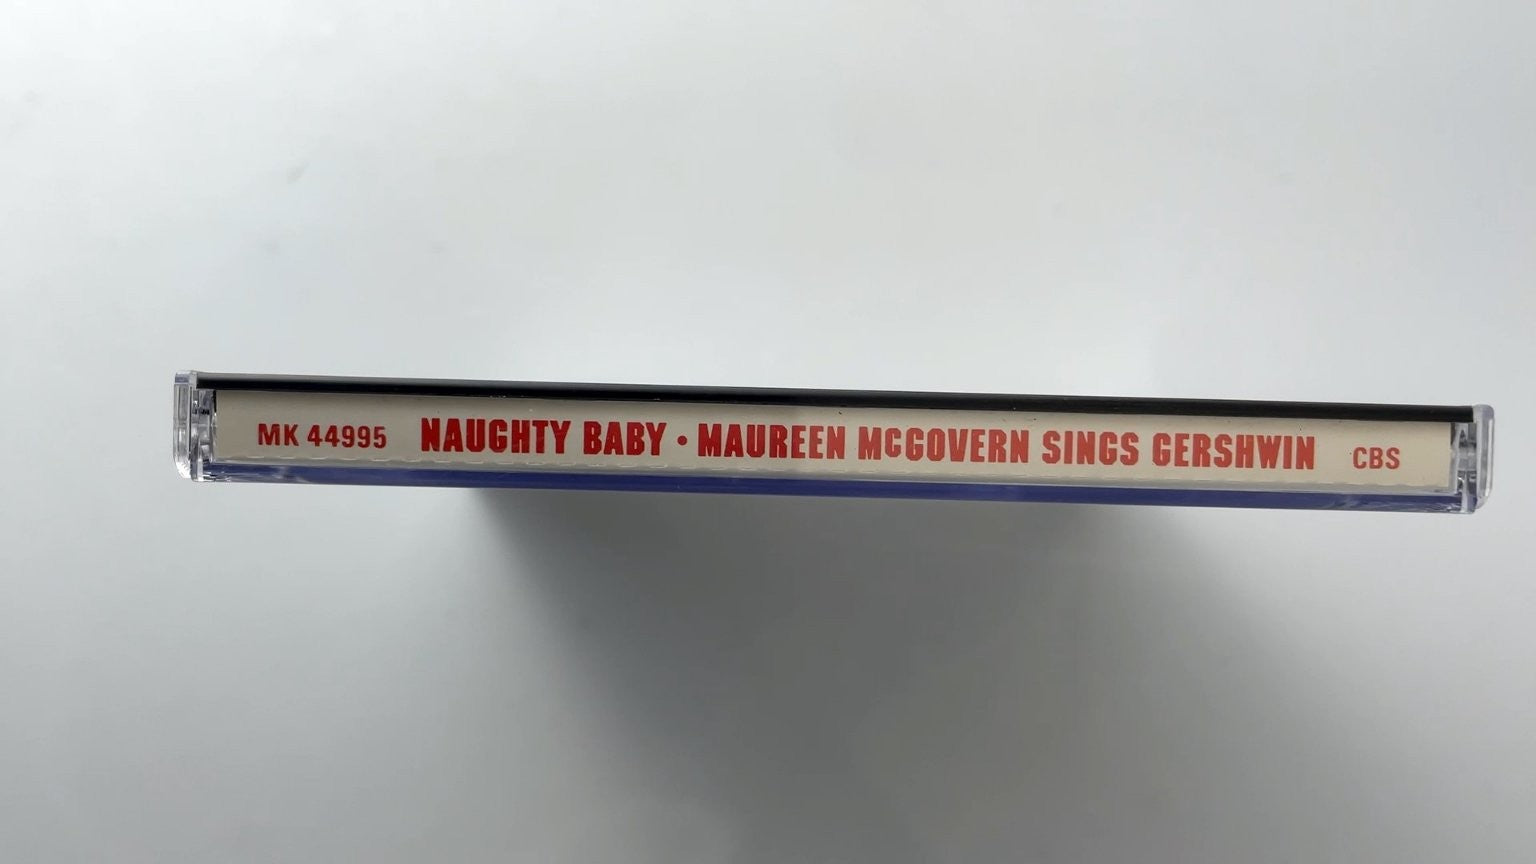 MK 44995 NAUGHTY BABY • MAUREEN McGOVERN SINGS GERSHWIN CBS